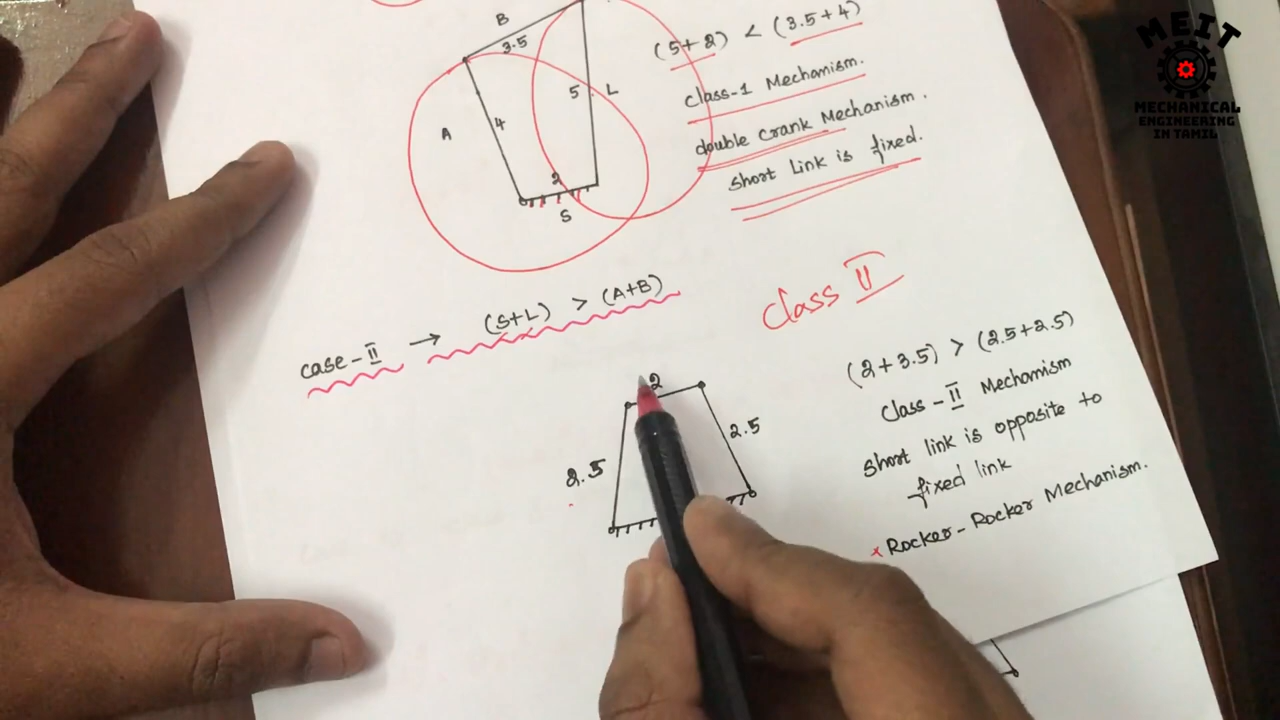 MEIT
MECHANICAL
ENGINEERING
IN TAMIL
B
3.5
A
4
5 L
2
S
(5+2) < (3.5+4)
class-1 Mechanism.
double crank Mechanism.
short Link is fixed.
case-II → (S+L) > (A+B)
Class II
2
2.5
2.5
(2+3.5) > (2.5+2.5)
Class-II Mechanism
short link is opposite to
fixed link
x Rocker-Rocker Mechanism.